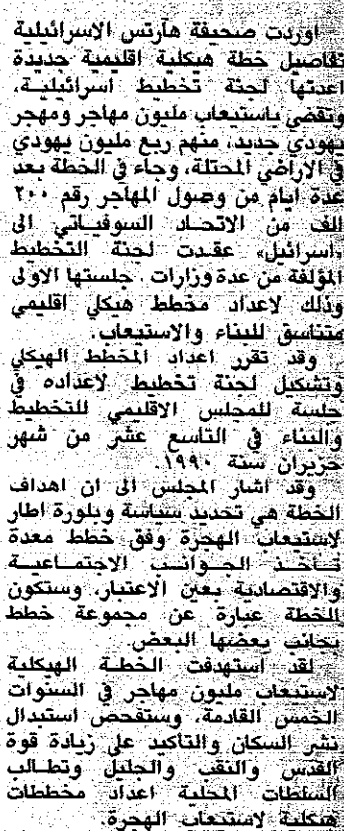 اوردت صحيفة هآرتس الاسرائيلية
تفاصيل خطة هيكلية اقليمية جديدة
اعدتها لجنة تخطيط اسرائيلية،
وتقضي باستيعاب مليون مهاجر ومهجر
يهودي جديد، منهم ربع مليون يهودي
في الاراضي المحتلة، وجاء في الخطة بعد
عدة ايام من وصول المهاجر رقم ٢٠٠
الف من الاتحاد السوفياتي الى
«اسرائيل» عقدت لجنة التخطيط
المؤلفة من عدة وزارات . جلستها الاولى
وذلك لاعداد مخطط هيكلي اقليمي
متناسق للبناء والاستيعاب.
وقد تقرر اعداد المخطط الهيكلي
وتشكيل لجنة تخطيط لاعداده في
جلسة للمجلس الاقليمي للتخطيط
والبناء في التاسع عشر من شهر
حزيران سنة ١٩٩٠.
وقد اشار المجلس الى ان اهداف
الخطة هي تحديد سياسة وبلورة اطار
لاستيعاب الهجرة وفق خطط معدة
تأخذ الجوانب الاجتماعية
والاقتصادية بعين الاعتبار، وستكون
الخطة عبارة عن مجموعة خطط
بجانب بعضها البعض.
لقد استهدفت الخطة الهيكلية
لاستيعاب مليون مهاجر في السنوات
الخمس القادمة، وستفحص استبدال
نشر السكان والتأكيد على زيادة قوة
القدس والنقب والجليل وتطالب
السلطات المحلية اعداد مخططات
هيكلية لاستيعاب الهجرة.